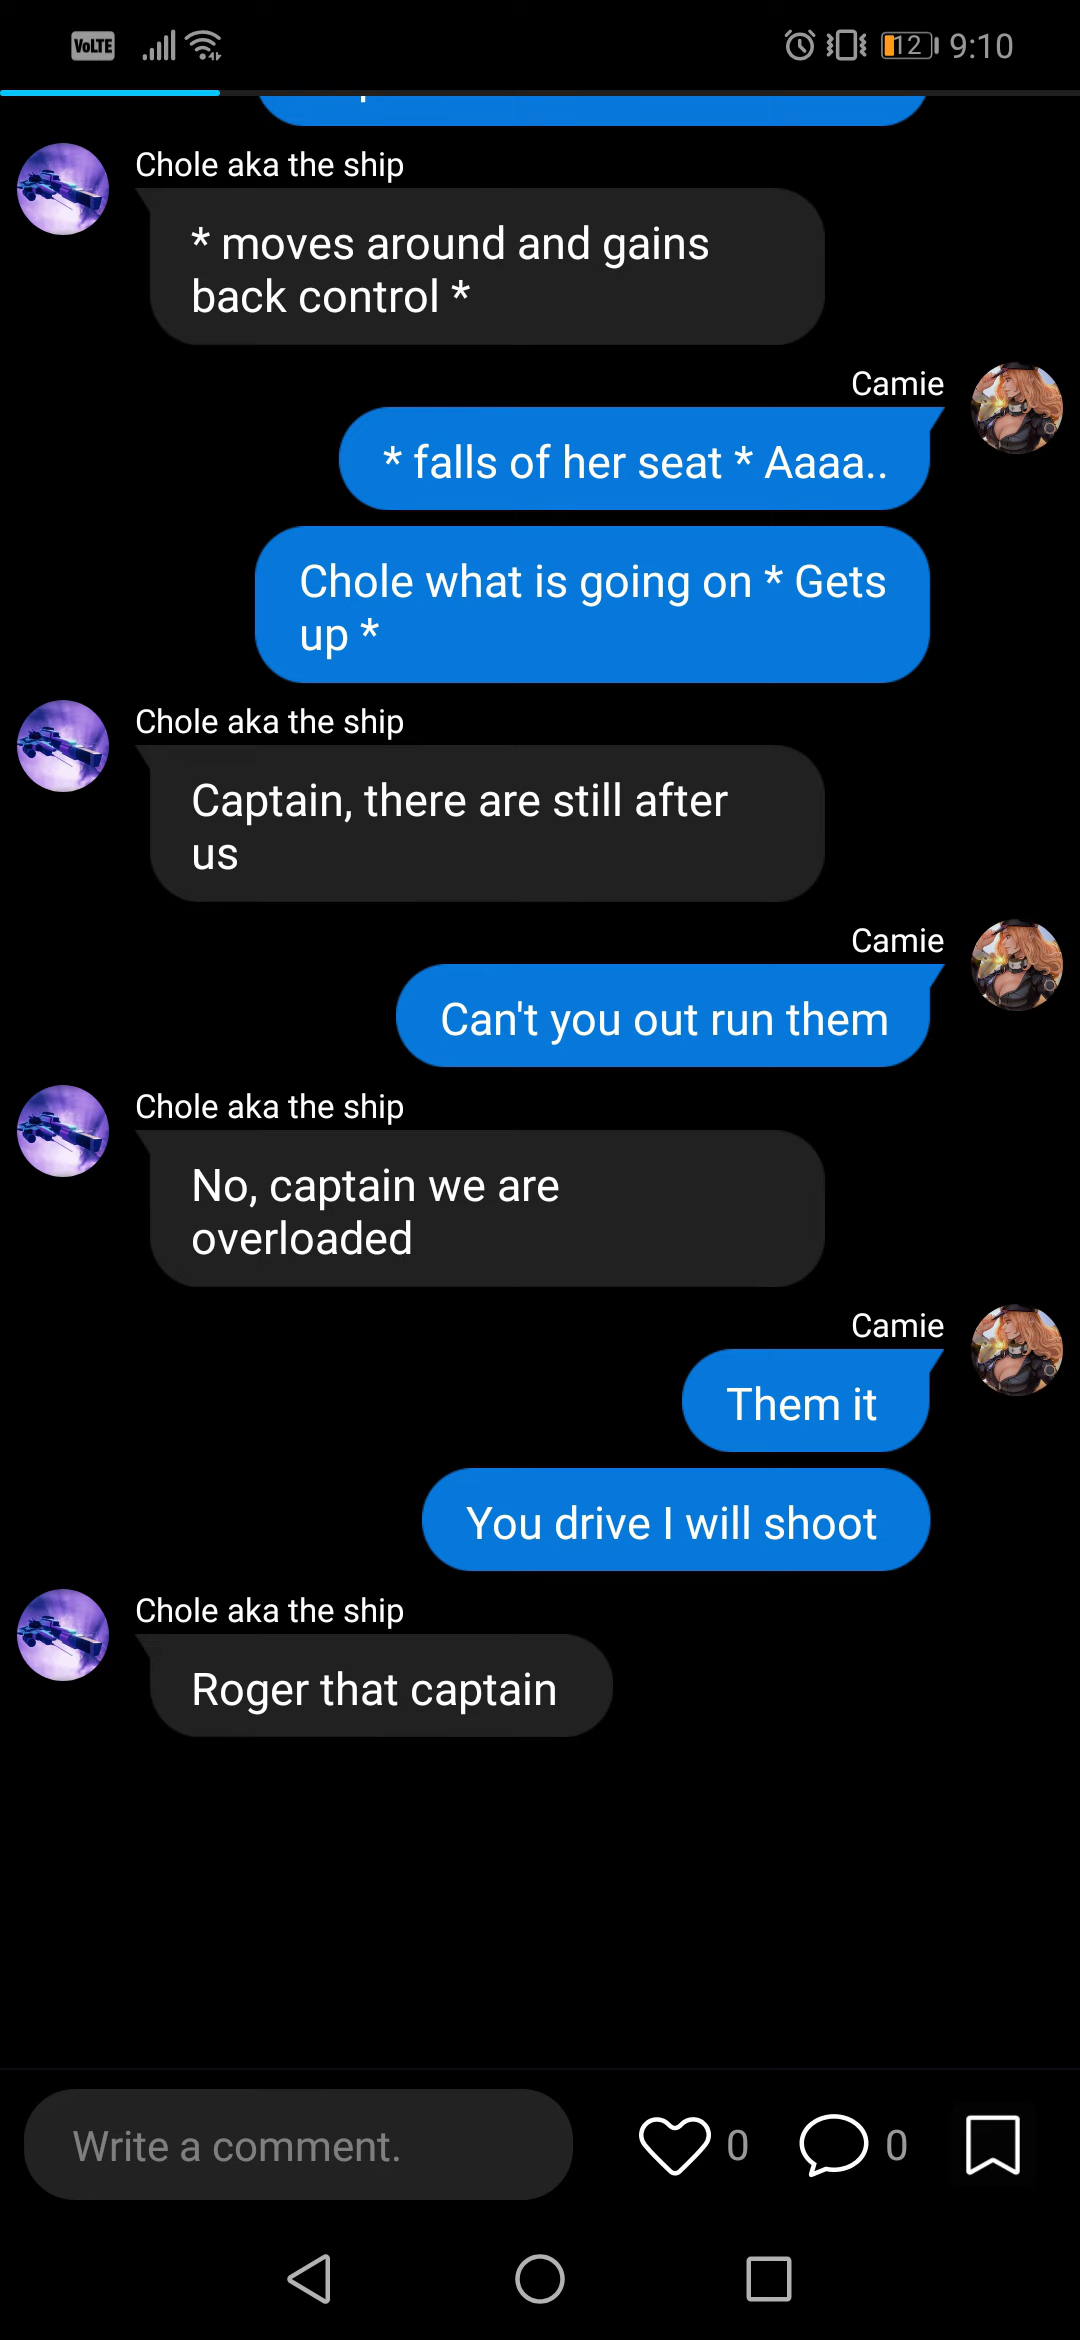 VoLTE 12 9:10
Chole aka the ship
* moves around and gains
back control *
Camie
* falls of her seat * Aaaa..
Chole what is going on * Gets
up *
Chole aka the ship
Captain, there are still after
us
Camie
Can't you out run them
Chole aka the ship
No, captain we are
overloaded
Camie
Them it
You drive I will shoot
Chole aka the ship
Roger that captain
Write a comment. 0 0